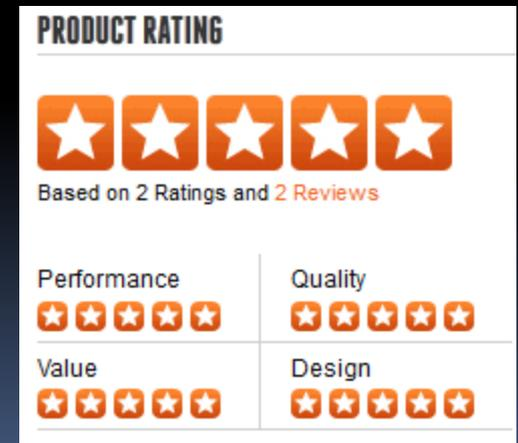 PRODUCT RATING
Based on 2 Ratings and 2 Reviews
Performance
Quality
Value
Design